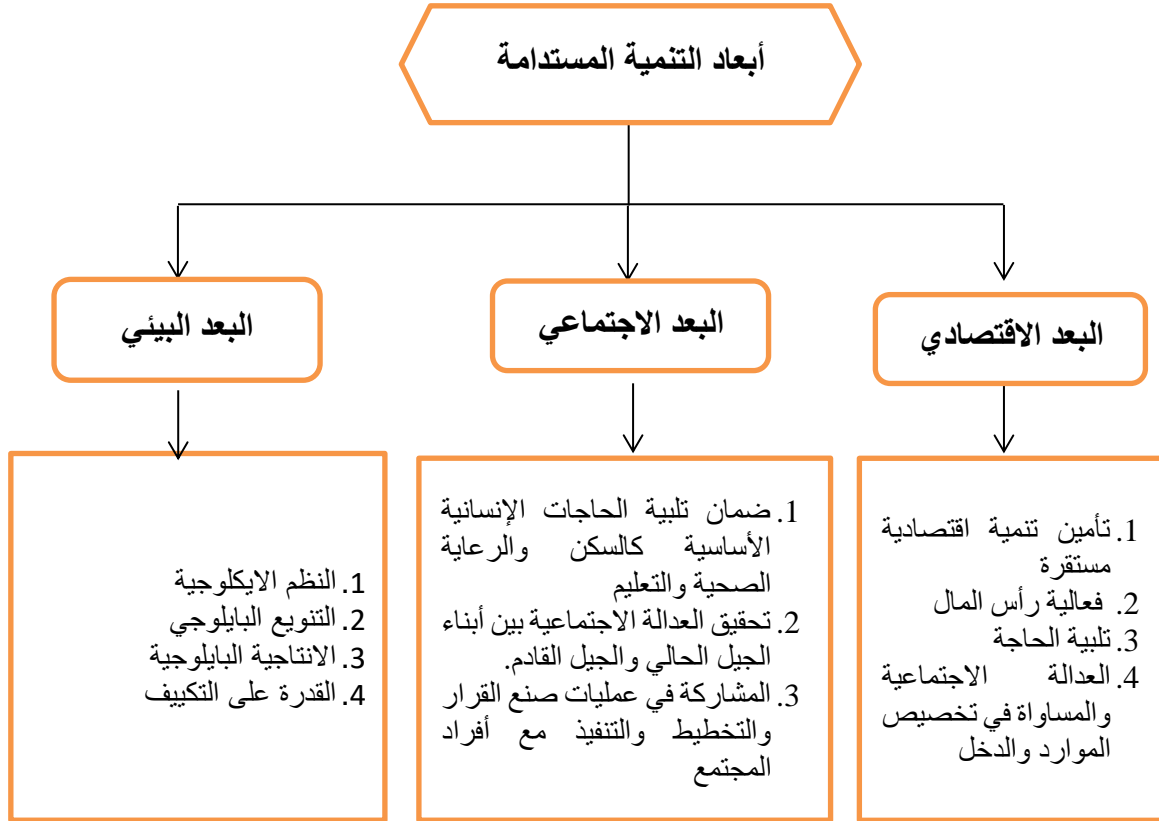 أبعاد التنمية المستدامة
البعد الاقتصادي
البعد الاجتماعي
البعد البيئي
1. تأمين تنمية اقتصادية
مستقرة
2. فعالية رأس المال
3. تلبية الحاجة
4. العدالة الاجتماعية
والمساواة في تخصيص
الموارد والدخل
1. ضمان تلبية الحاجات الإنسانية
الأساسية كالسكن والرعاية
الصحية والتعليم
2. تحقيق العدالة الاجتماعية بين أبناء
الجيل الحالي والجيل القادم.
3. المشاركة في عمليات صنع القرار
والتخطيط والتنفيذ مع أفراد
المجتمع
1. النظم الايكلوجية
2. التنويع البايلوجي
3. الانتاجية البايلوجية
4. القدرة على التكييف